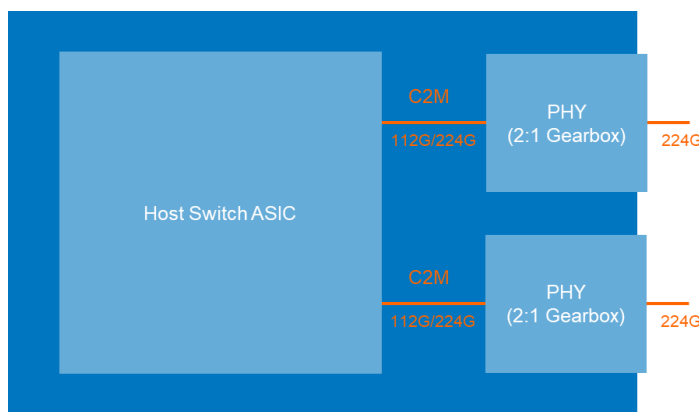 C2M
112G/224G
PHY
(2:1 Gearbox)
224G
Host Switch ASIC
C2M
112G/224G
PHY
(2:1 Gearbox)
224G